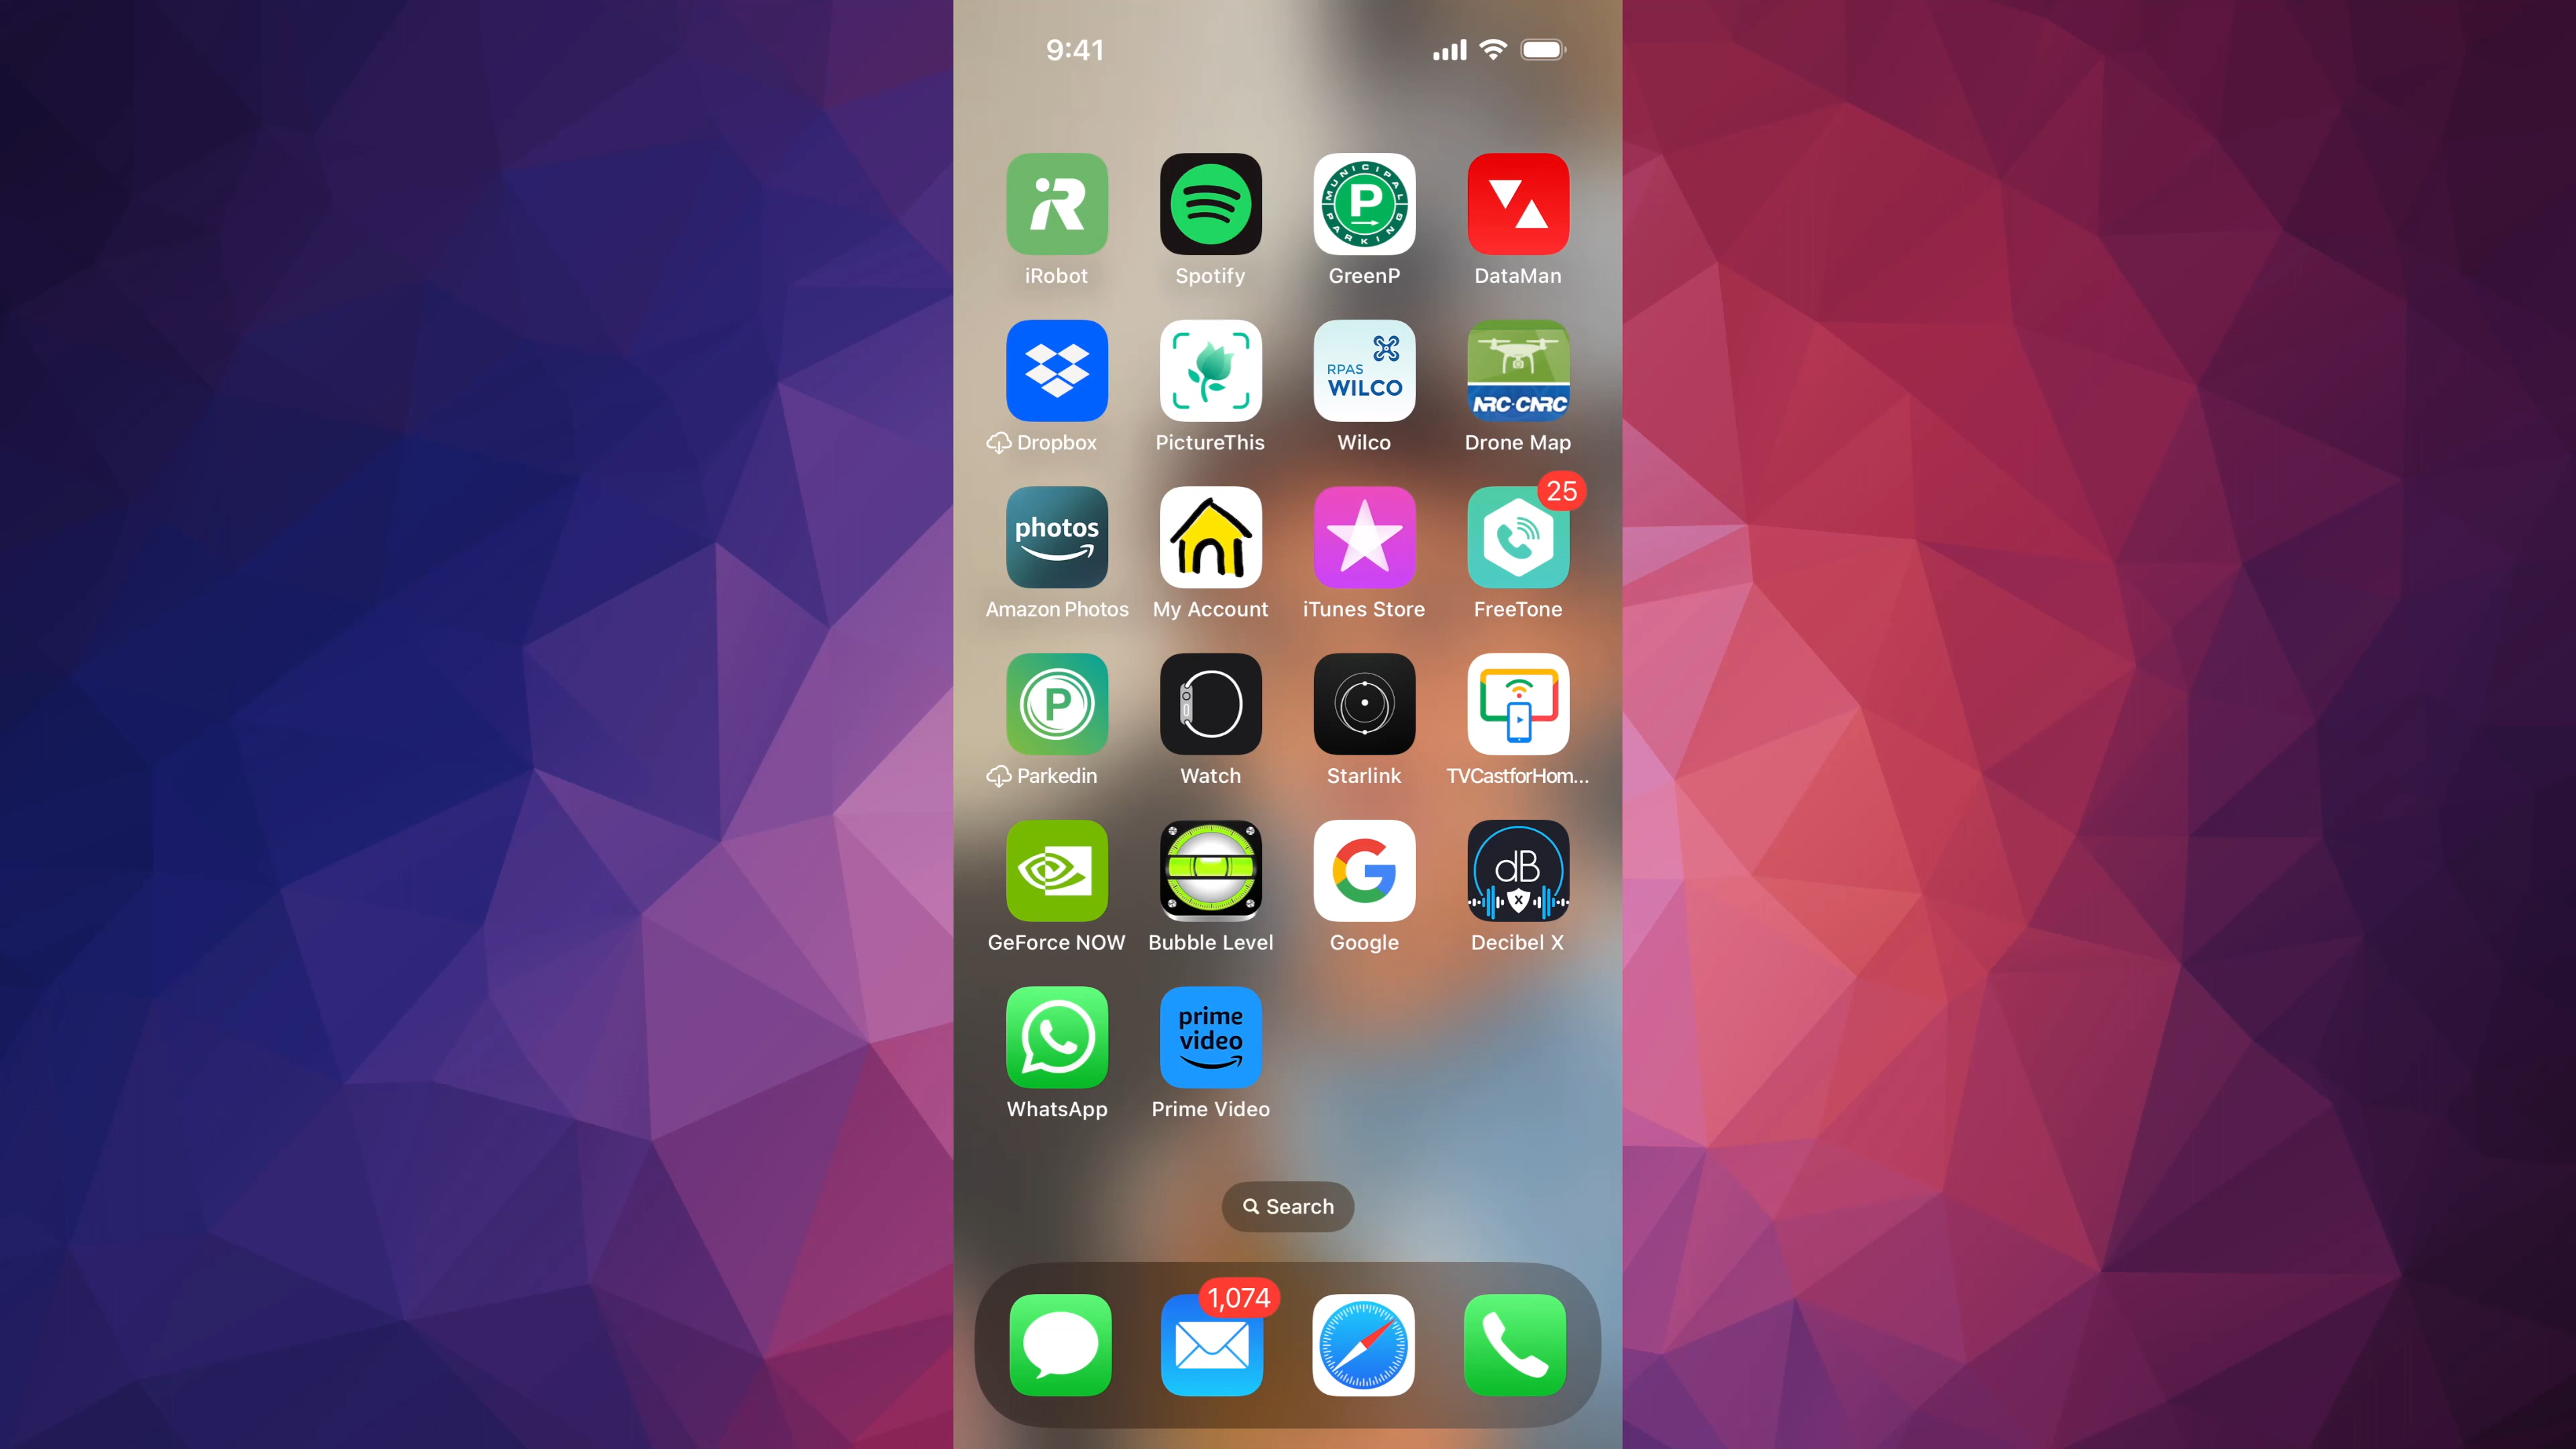 9:41
iRobot
Spotify
MUNICIPAL P PARKING
GreenP
DataMan
Dropbox
PictureThis
RPAS
WILCO
Wilco
NRC·CNRC
Drone Map
photos
Amazon Photos
My Account
iTunes Store
25
FreeTone
P
Parkedin
Watch
Starlink
TVCastforHom...
GeForce NOW
Bubble Level
G
Google
dB
X
Decibel X
WhatsApp
prime
video
Prime Video
Search
1,074